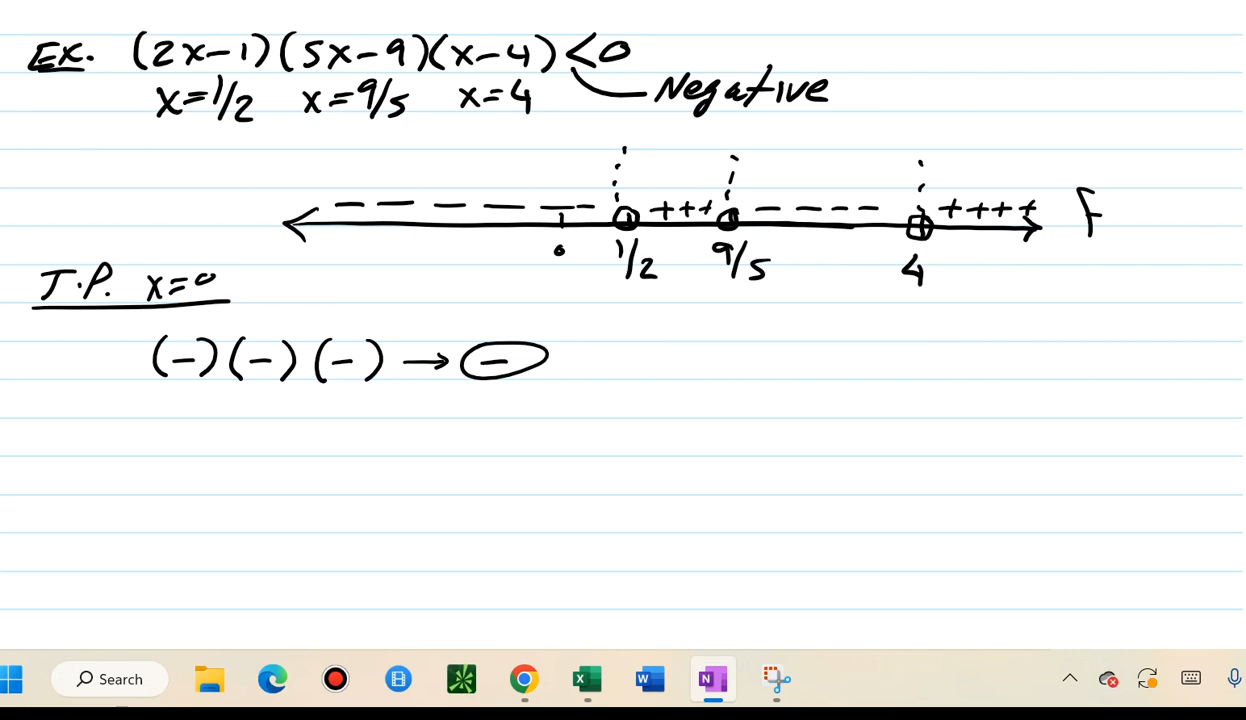 Ex. (2x-1)(5x-9)(x-4)<0
x=1/2 x=9/5 x=4 Negative
— — — — — — +++ — — — — ++++ F
0 1/2 9/5 4
T.P. x=0
(-)(-)(-) → -
Search